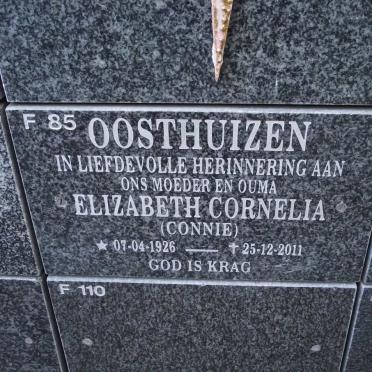 F 85 OOSTHUIZEN
IN LIEFDEVOLLE HERINNERING AAN
ONS MOEDER EN OUMA
ELIZABETH CORNELIA
(CONNIE)
★ 07-04-1926 — ✝ 25-12-2011
GOD IS KRAG
F 110